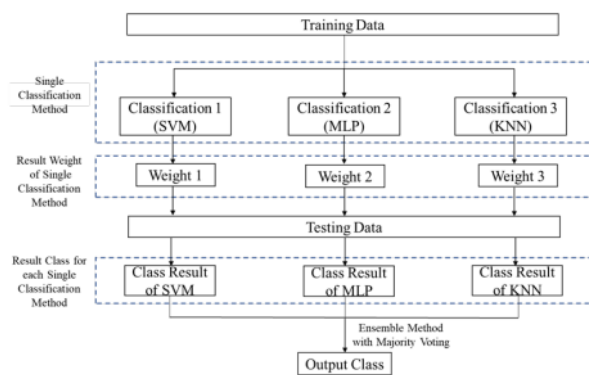 Training Data
Single
Classification
Method
Classification 1
(SVM)
Classification 2
(MLP)
Classification 3
(KNN)
Result Weight
of Single
Classification
Method
Weight 1
Weight 2
Weight 3
Testing Data
Result Class for
each Single
Classification
Method
Class Result
of SVM
Class Result
of MLP
Class Result
of KNN
Ensemble Method
with Majority Voting
Output Class